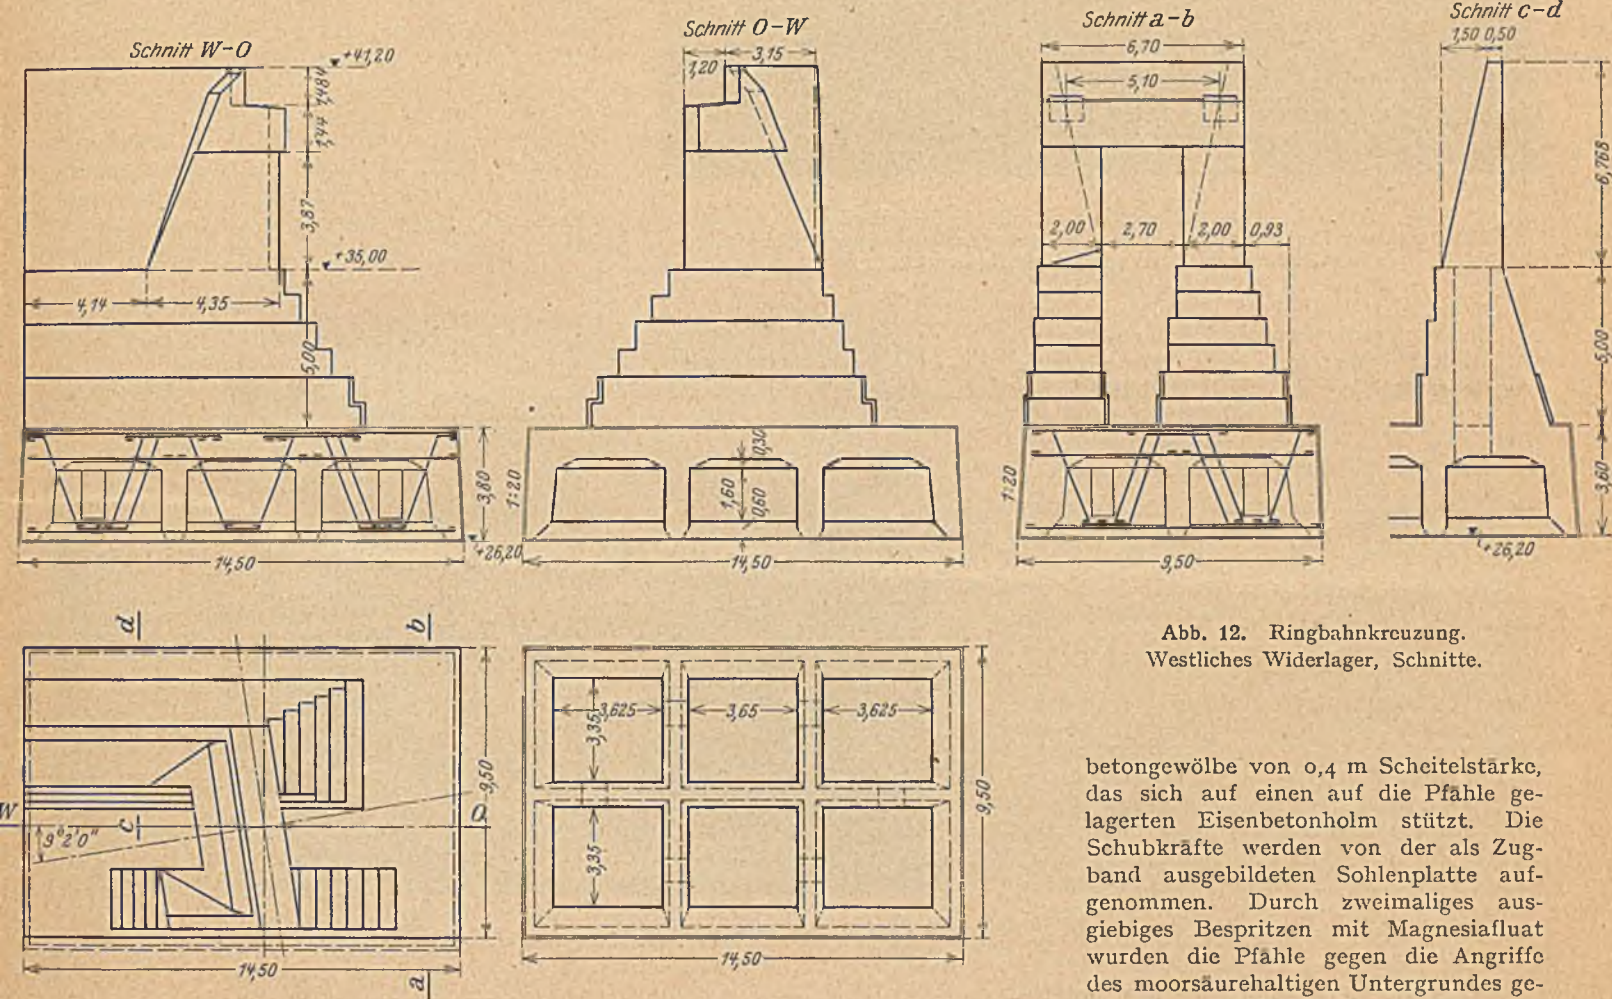 Schnitt W-O
+41,20
1,484
1,44
3,87
+35,00
4,14
4,35
5,00
3,80
14,50
+26,20
Schnitt O-W
1,20
3,15
1:20
0,30
1,60
0,60
14,50
Schnitt a-b
6,70
5,10
2,00
2,70
2,00
0,93
1:20
9,50
Schnitt c-d
1,50 0,50
6,768
5,00
3,60
+26,20
d
b
W
c
O
9°2'0"
9,50
14,50
a
3,625
3,65
3,625
3,35
3,35
9,50
14,50
Abb. 12. Ringbahnkreuzung.
Westliches Widerlager, Schnitte.
betongewölbe von 0,4 m Scheitelstärke,
das sich auf einen auf die Pfähle ge-
lagerten Eisenbetonholm stützt. Die
Schubkräfte werden von der als Zug-
band ausgebildeten Sohlenplatte auf-
genommen. Durch zweimaliges aus-
giebiges Bespritzen mit Magnesiafluat
wurden die Pfähle gegen die Angriffe
des moorsäurehaltigen Untergrundes ge-